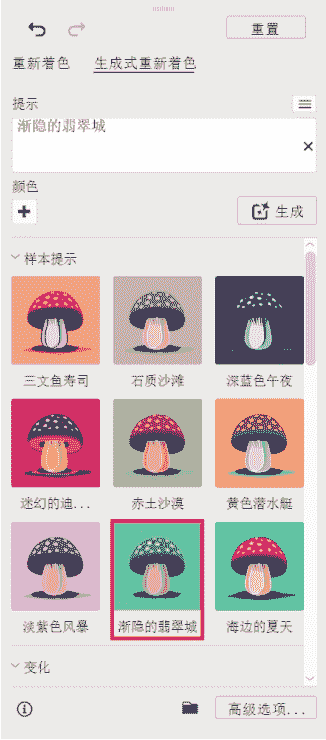 重置
重新着色 生成式重新着色
提示
渐隐的翡翠城
颜色
生成
样本提示
三文鱼寿司 石质沙滩 深蓝色午夜
迷幻的迪... 赤土沙漠 黄色潜水艇
淡紫色风暴 渐隐的翡翠城 海边的夏天
变化
高级选项...